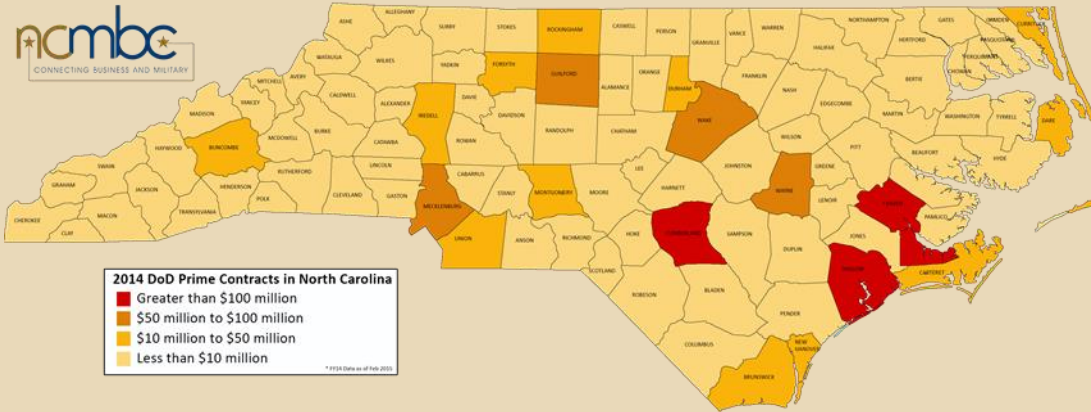 ncmbc
CONNECTING BUSINESS AND MILITARY
ASHE
ALLEGHANY
SURRY
STOKES
ROCKINGHAM
CASWELL
PERSON
GRANVILLE
VANCE
WARREN
NORTHAMPTON
GATES
CAMDEN
CURRITUCK
WATAUGA
WILKES
YADKIN
FORSYTH
GUILFORD
ALAMANCE
ORANGE
DURHAM
FRANKLIN
HALIFAX
HERTFORD
PASQUOTANK
PERQUIMANS
CHOWAN
MITCHELL
AVERY
CALDWELL
ALEXANDER
IREDELL
DAVIE
DAVIDSON
RANDOLPH
CHATHAM
WAKE
NASH
EDGECOMBE
BERTIE
MARTIN
WASHINGTON
TYRRELL
DARE
MADISON
YANCEY
BUNCOMBE
MCDOWELL
BURKE
CATAWBA
ROWAN
LEE
JOHNSTON
WILSON
GREENE
PITT
BEAUFORT
HYDE
SWAIN
HAYWOOD
HENDERSON
RUTHERFORD
LINCOLN
CABARRUS
STANLY
MONTGOMERY
MOORE
HARNETT
WAYNE
LENOIR
CRAVEN
PAMLICO
GRAHAM
JACKSON
POLK
CLEVELAND
GASTON
MECKLENBURG
CHEROKEE
MACON
TRANSYLVANIA
CLAY
UNION
ANSON
RICHMOND
HOKE
CUMBERLAND
SAMPSON
DUPLIN
JONES
ONSLOW
CARTERET
SCOTLAND
ROBESON
BLADEN
PENDER
COLUMBUS
BRUNSWICK
NEW
HANOVER
2014 DoD Prime Contracts in North Carolina
Greater than $100 million
$50 million to $100 million
$10 million to $50 million
Less than $10 million
* FY14 Data as of Feb 2015